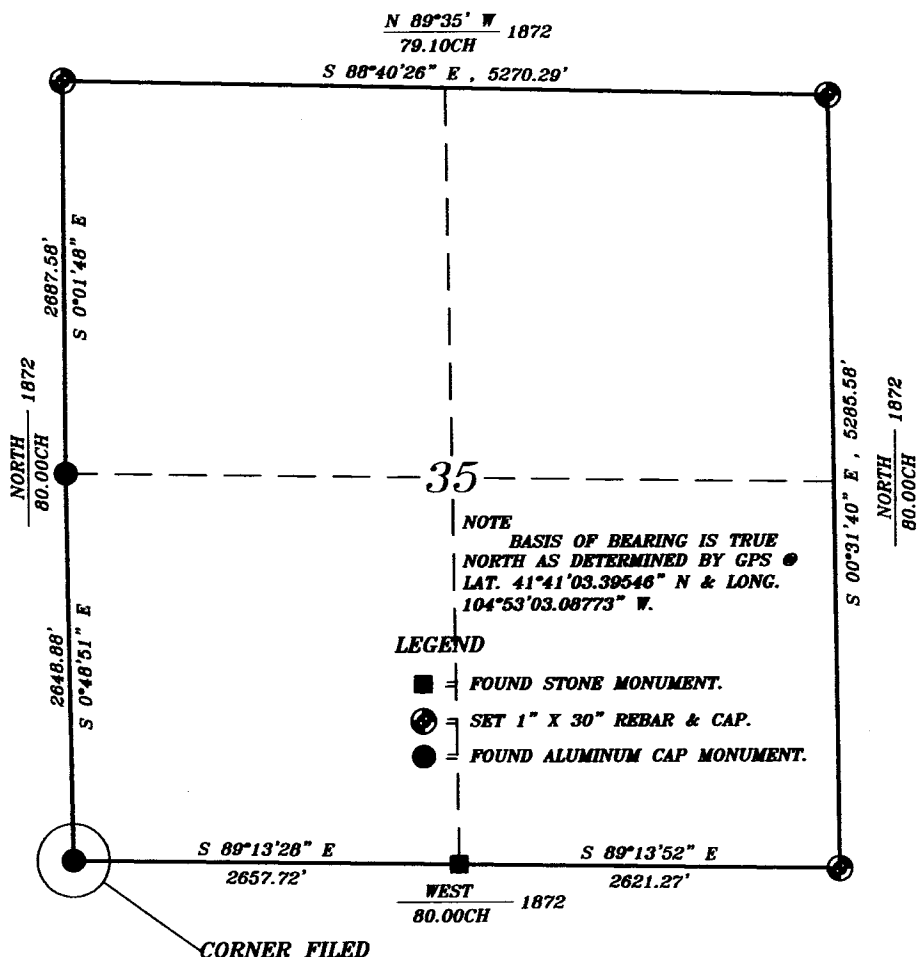 N 89°35' W
79.10CH
1872
S 88°40'26" E , 5270.29'
2687.58'
S 0°01'48" E
NORTH
80.00CH
1872
35
S 00°31'40" E , 5285.58'
NORTH
80.00CH
1872
NOTE
BASIS OF BEARING IS TRUE
NORTH AS DETERMINED BY GPS @
LAT. 41°41'03.39546" N & LONG.
104°53'03.08773" W.
LEGEND
= FOUND STONE MONUMENT.
= SET 1" X 30" REBAR & CAP.
= FOUND ALUMINUM CAP MONUMENT.
2648.88'
S 0°48'51" E
S 89°13'28" E
2657.72'
S 89°13'52" E
2621.27'
WEST
80.00CH
1872
CORNER FILED